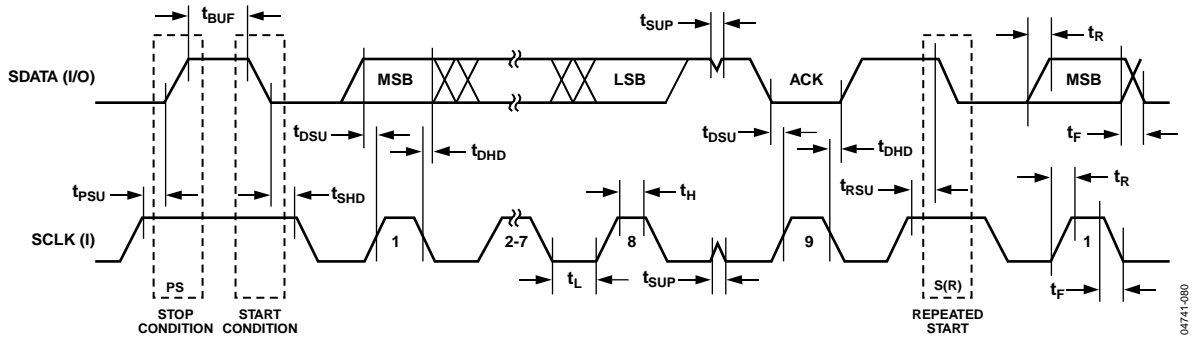 tBUF
tSUP
tR
SDATA (I/O)
MSB
LSB
ACK
MSB
tDSU
tDHD
tDSU
tDHD
tF
tPSU
tSHD
tH
tRSU
tR
SCLK (I)
1
2-7
8
9
1
tL
tSUP
tF
PS
S(R)
STOP
CONDITION
START
CONDITION
REPEATED
START
04741-080